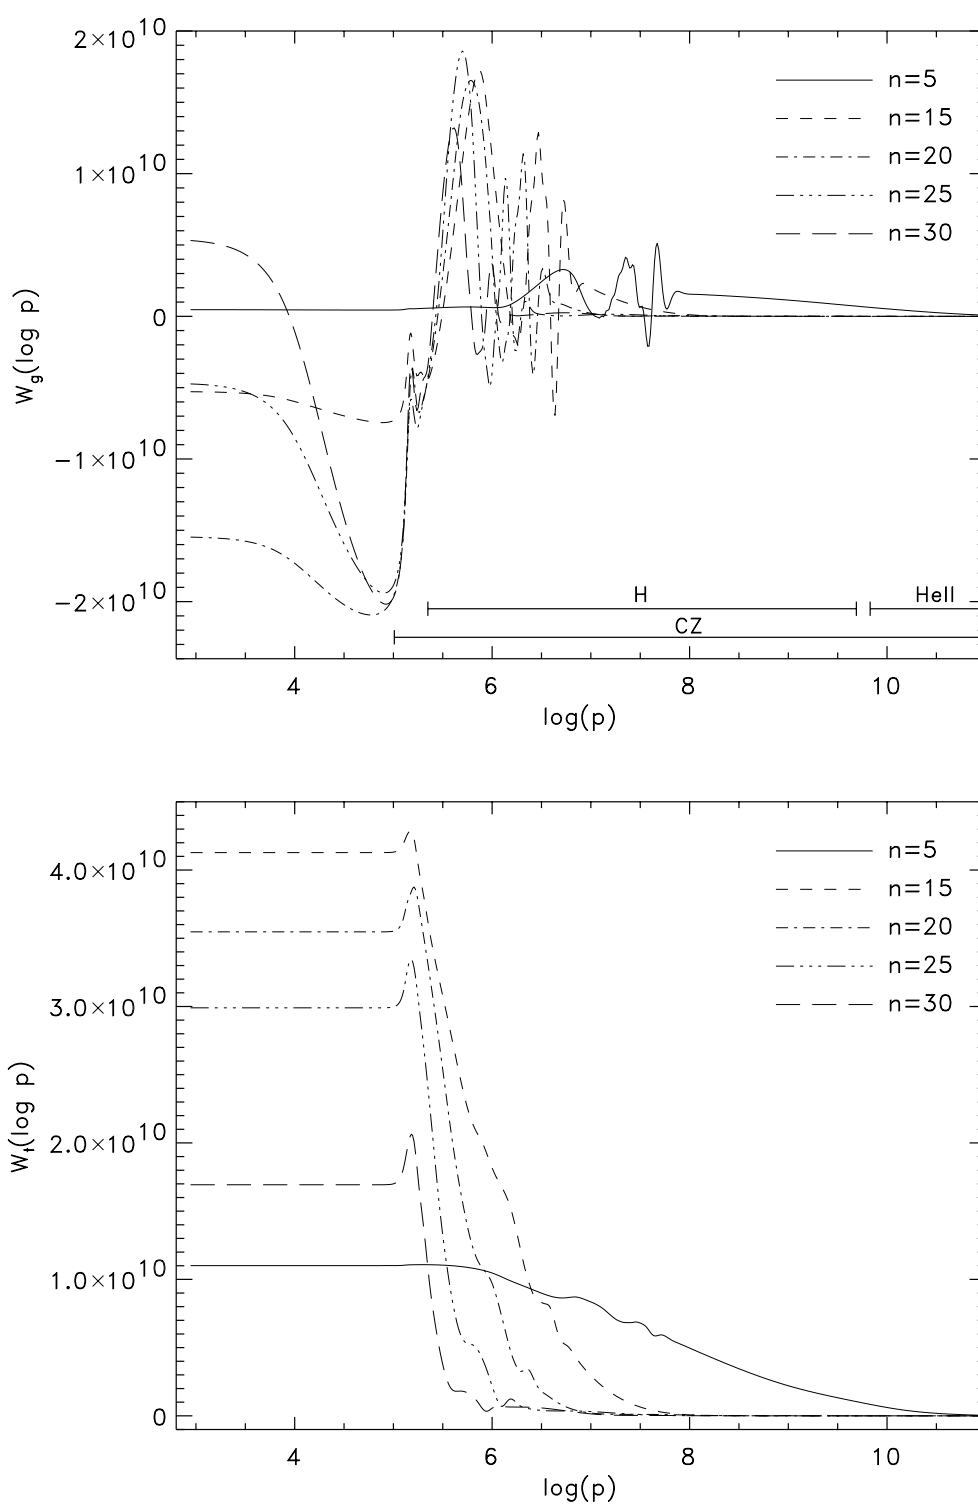 2×10^10
n=5
n=15
1×10^10
n=20
n=25
n=30
W_g(log p)
0
−1×10^10
−2×10^10
H
HeII
CZ
4
6
8
10
log(p)
n=5
4.0×10^10
n=15
n=20
n=25
3.0×10^10
n=30
W_f(log p)
2.0×10^10
1.0×10^10
0
4
6
8
10
log(p)